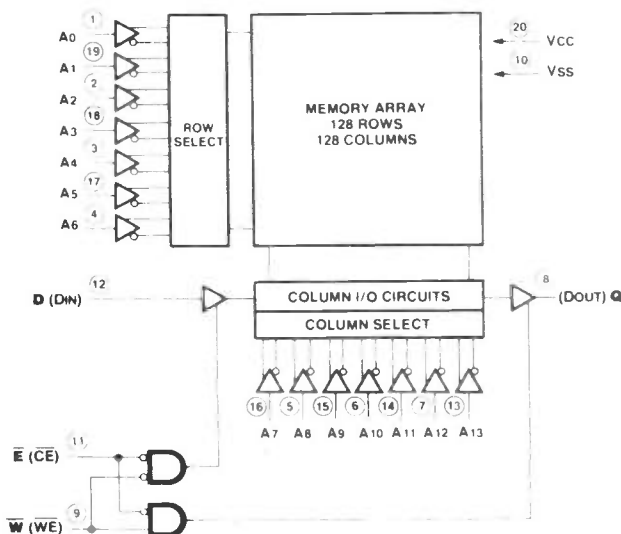 1
A0
19
A1
2
A2
18
A3
3
A4
17
A5
4
A6
ROW
SELECT
MEMORY ARRAY
128 ROWS
128 COLUMNS
20
VCC
10
VSS
12
D (DIN)
COLUMN I/O CIRCUITS
COLUMN SELECT
8
(DOUT) Q
16 5 15 6 14 7 13
A7 A8 A9 A10 A11 A12 A13
11
E (CE)
9
W (WE)